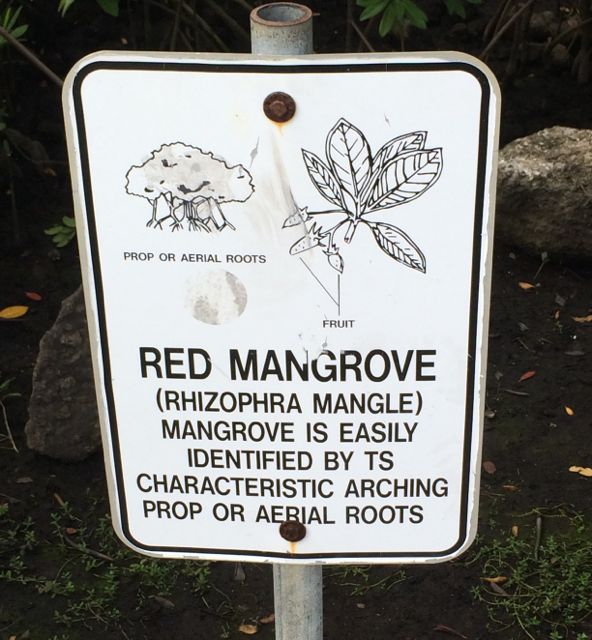 PROP OR AERIAL ROOTS
FRUIT
RED MANGROVE
(RHIZOPHRA MANGLE)
MANGROVE IS EASILY
IDENTIFIED BY TS
CHARACTERISTIC ARCHING
PROP OR AERIAL ROOTS